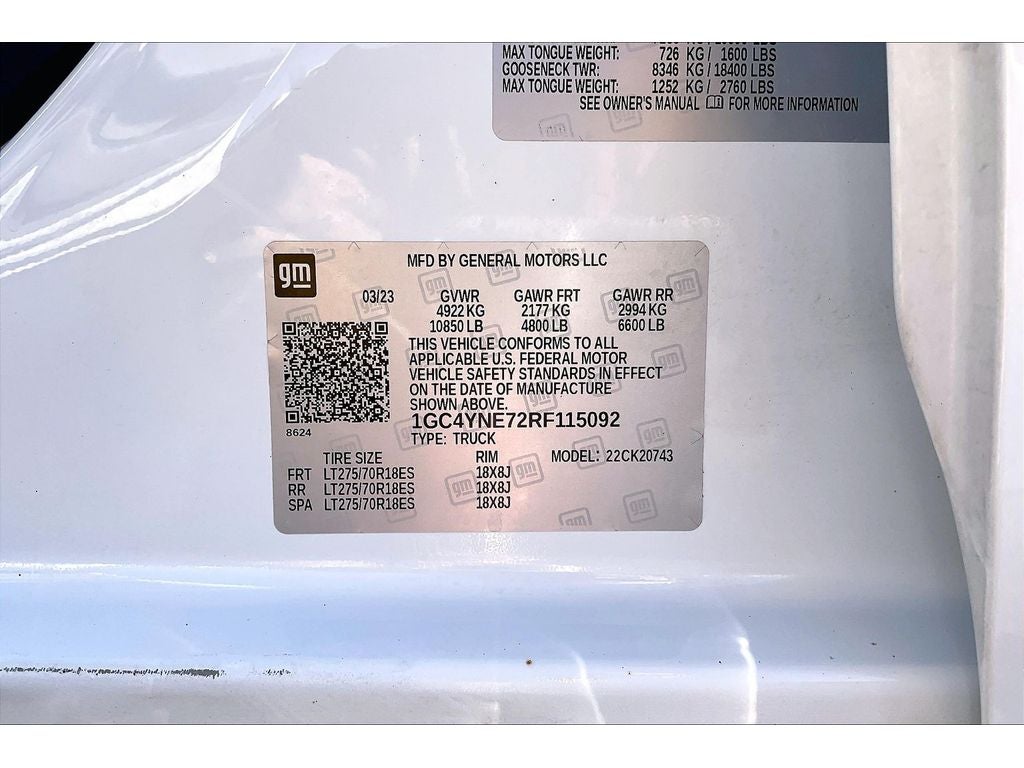 MAX TONGUE WEIGHT: 726 KG / 1600 LBS
GOOSENECK TWR: 8346 KG / 18400 LBS
MAX TONGUE WEIGHT: 1252 KG / 2760 LBS
SEE OWNER'S MANUAL FOR MORE INFORMATION
gm
MFD BY GENERAL MOTORS LLC
03/23 GVWR GAWR FRT GAWR RR
4922 KG 2177 KG 2994 KG
10850 LB 4800 LB 6600 LB
THIS VEHICLE CONFORMS TO ALL
APPLICABLE U.S. FEDERAL MOTOR
VEHICLE SAFETY STANDARDS IN EFFECT
ON THE DATE OF MANUFACTURE
SHOWN ABOVE.
1GC4YNE72RF115092
8624
TYPE: TRUCK
TIRE SIZE RIM MODEL: 22CK20743
FRT LT275/70R18ES 18X8J
RR LT275/70R18ES 18X8J
SPA LT275/70R18ES 18X8J